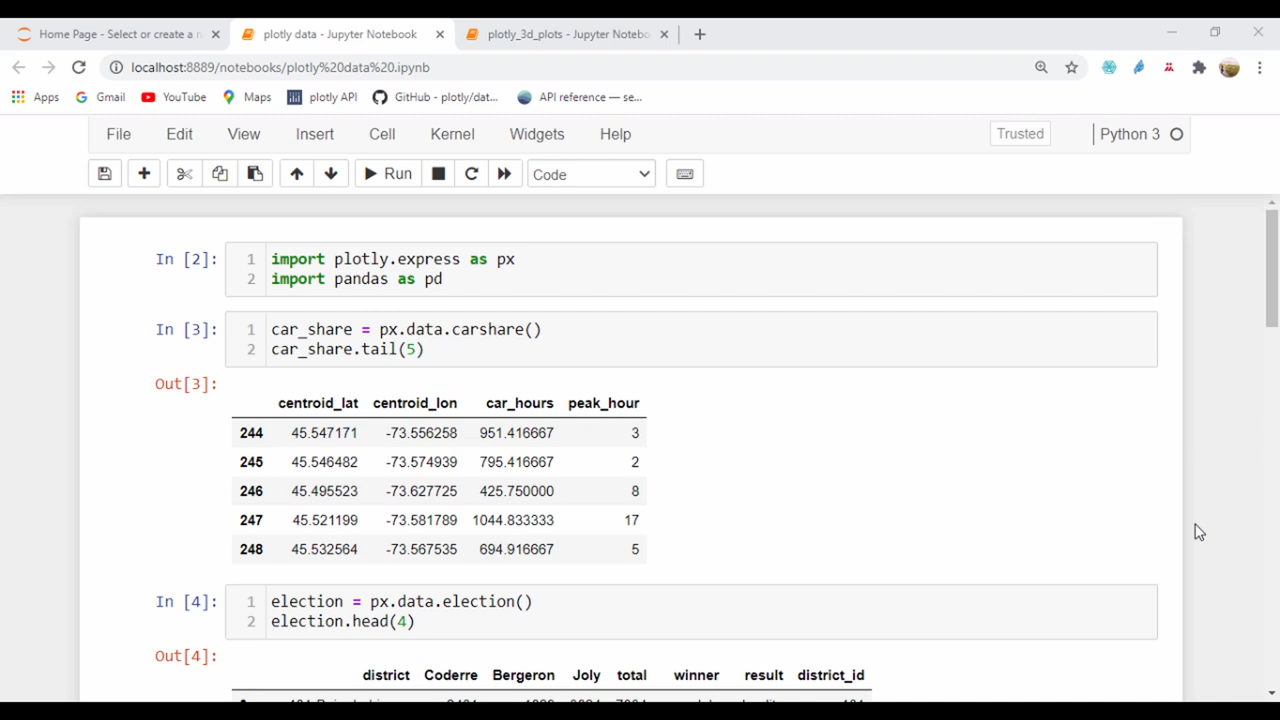 Home Page - Select or create a n
plotly data - Jupyter Notebook
plotly_3d_plots - Jupyter Notebo
localhost:8889/notebooks/plotly%20data%20.ipynb
Apps Gmail YouTube Maps plotly API GitHub - plotly/dat... API reference — se...
File Edit View Insert Cell Kernel Widgets Help Trusted Python 3
Run Code
In [2]: 1 import plotly.express as px
2 import pandas as pd
In [3]: 1 car_share = px.data.carshare()
2 car_share.tail(5)
Out[3]:
centroid_lat centroid_lon car_hours peak_hour
244 45.547171 -73.556258 951.416667 3
245 45.546482 -73.574939 795.416667 2
246 45.495523 -73.627725 425.750000 8
247 45.521199 -73.581789 1044.833333 17
248 45.532564 -73.567535 694.916667 5
In [4]: 1 election = px.data.election()
2 election.head(4)
Out[4]:
district Coderre Bergeron Joly total winner result district_id